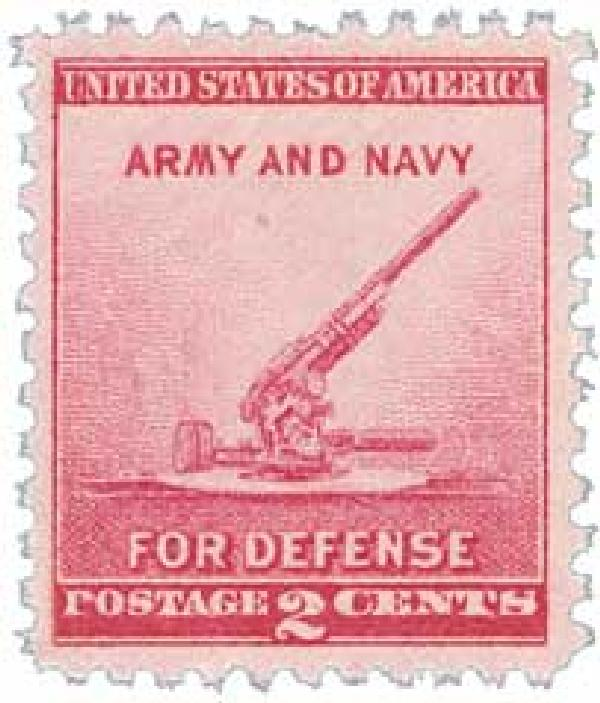 UNITED STATES OF AMERICA
ARMY AND NAVY
FOR DEFENSE
POSTAGE 2 CENTS